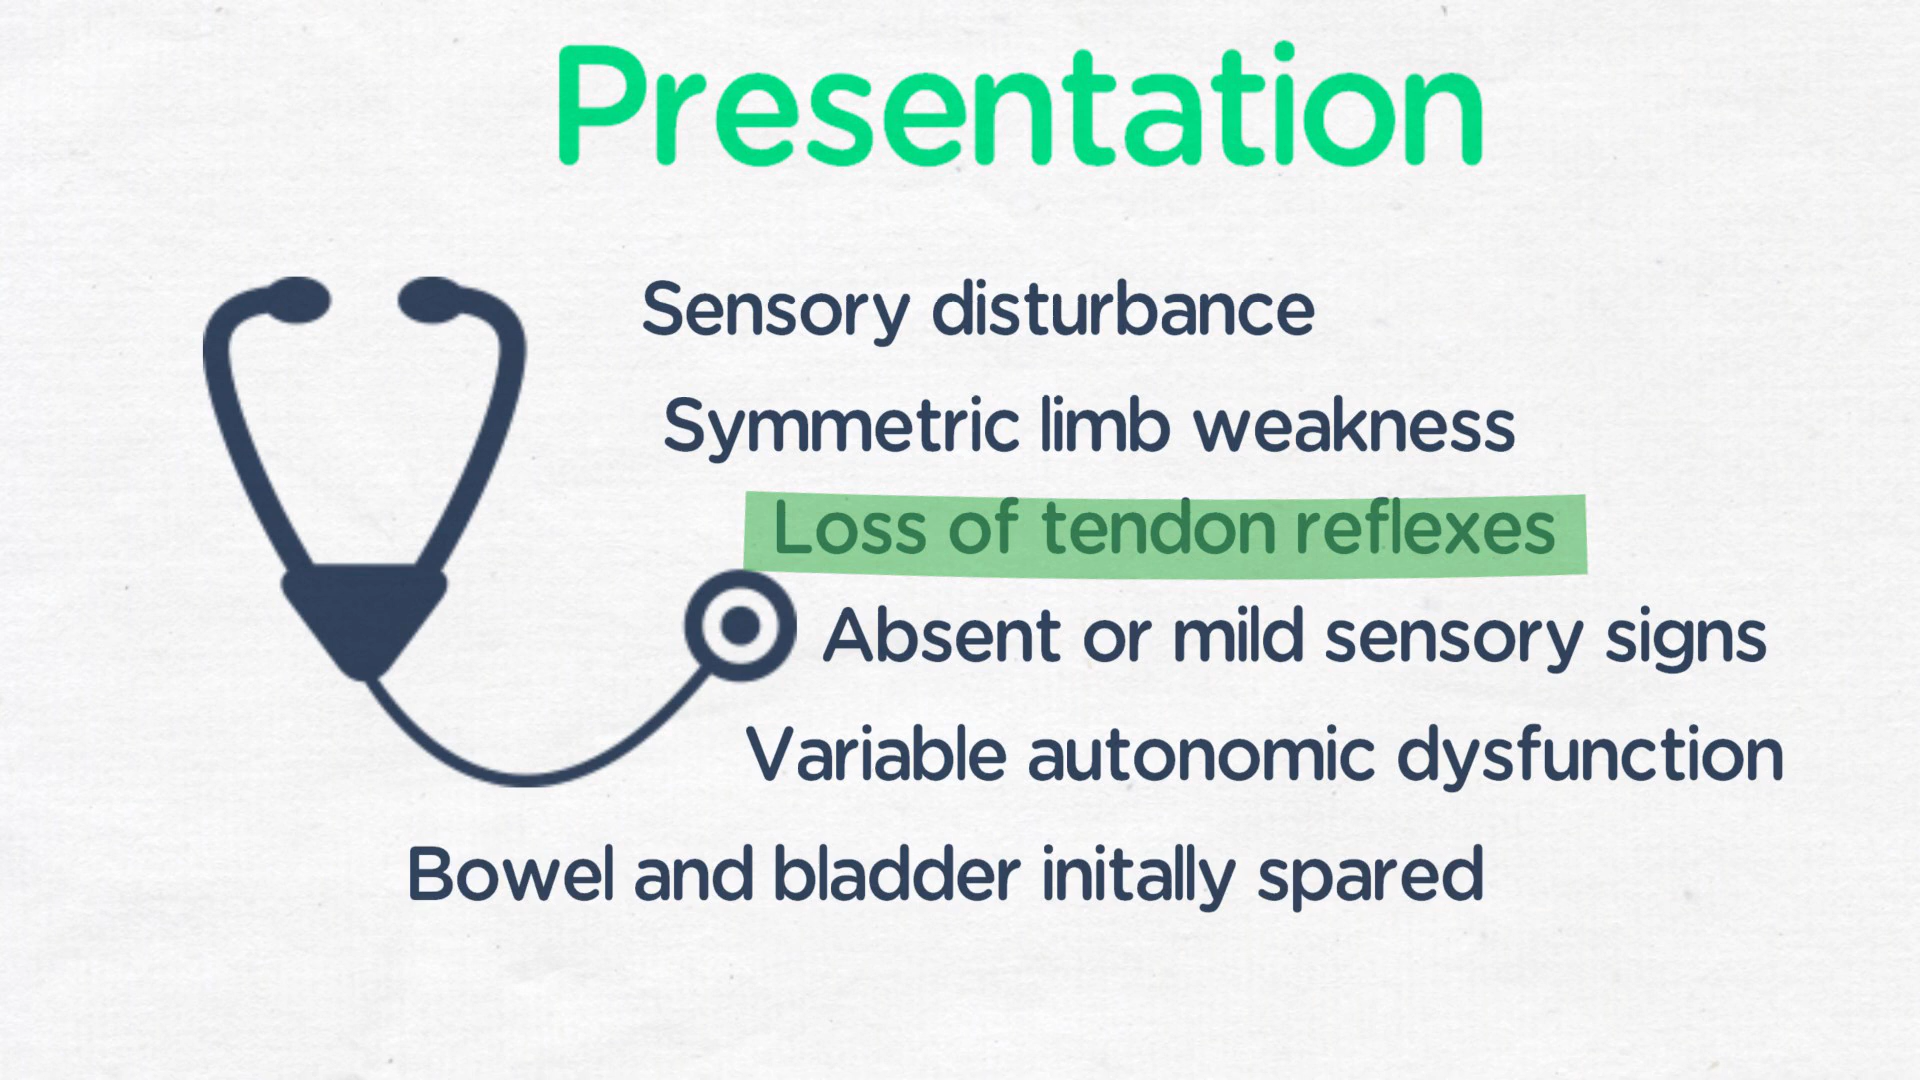 Presentation
Sensory disturbance
Symmetric limb weakness
Loss of tendon reflexes
Absent or mild sensory signs
Variable autonomic dysfunction
Bowel and bladder initally spared